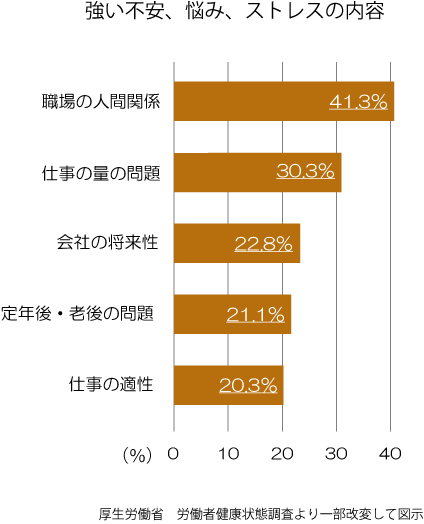 強い不安、悩み、ストレスの内容
職場の人間関係 41.3%
仕事の量の問題 30.3%
会社の将来性 22.8%
定年後・老後の問題 21.1%
仕事の適性 20.3%
(%) 0 10 20 30 40
厚生労働省　労働者健康状態調査より一部改変して図示